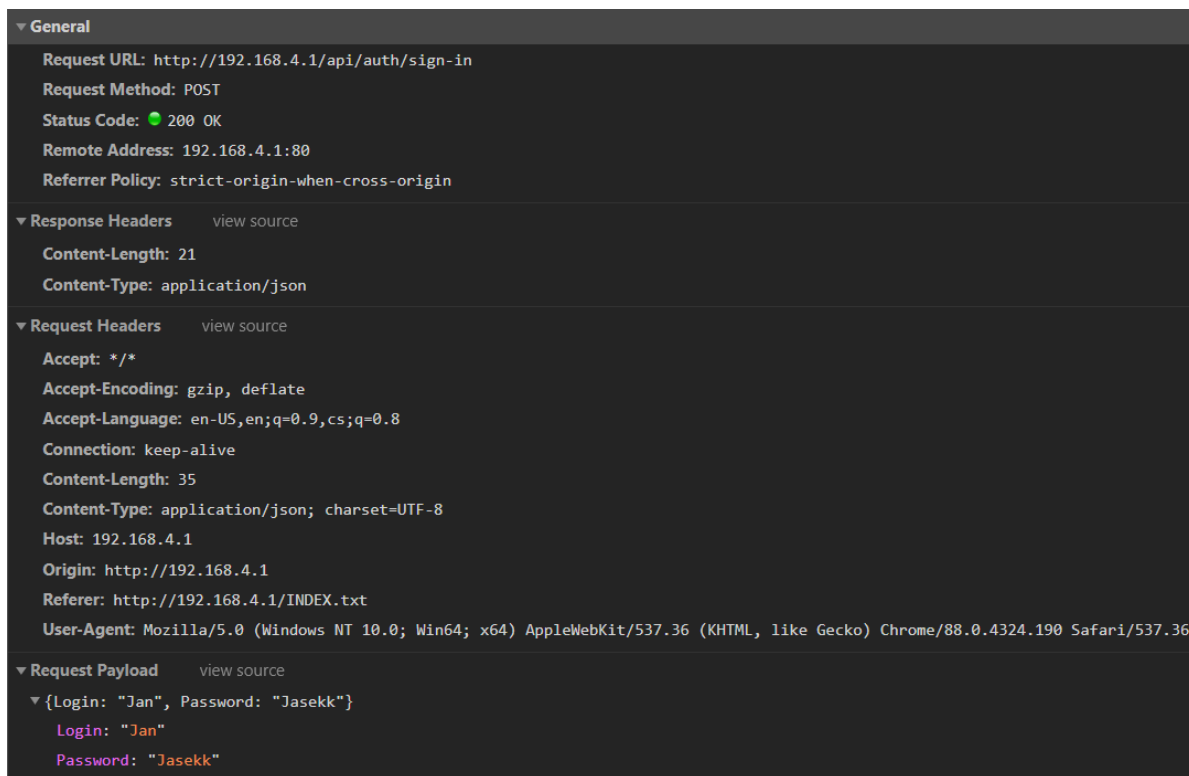 General
Request URL: http://192.168.4.1/api/auth/sign-in
Request Method: POST
Status Code: 200 OK
Remote Address: 192.168.4.1:80
Referrer Policy: strict-origin-when-cross-origin
Response Headers view source
Content-Length: 21
Content-Type: application/json
Request Headers view source
Accept: */*
Accept-Encoding: gzip, deflate
Accept-Language: en-US,en;q=0.9,cs;q=0.8
Connection: keep-alive
Content-Length: 35
Content-Type: application/json; charset=UTF-8
Host: 192.168.4.1
Origin: http://192.168.4.1
Referer: http://192.168.4.1/INDEX.txt
User-Agent: Mozilla/5.0 (Windows NT 10.0; Win64; x64) AppleWebKit/537.36 (KHTML, like Gecko) Chrome/88.0.4324.190 Safari/537.36
Request Payload view source
{Login: "Jan", Password: "Jasekk"}
Login: "Jan"
Password: "Jasekk"